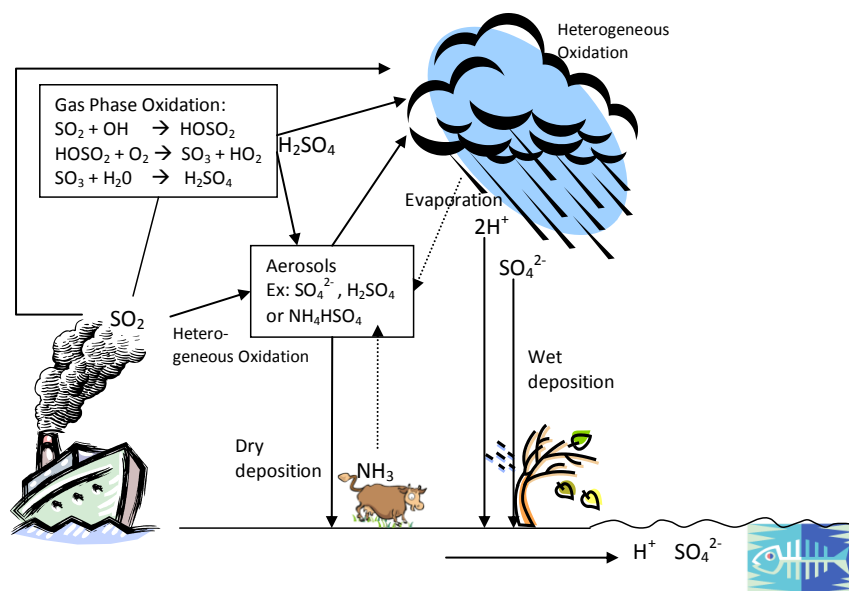 Heterogeneous
Oxidation
Gas Phase Oxidation:
SO₂ + OH → HOSO₂
HOSO₂ + O₂ → SO₃ + HO₂
SO₃ + H₂0 → H₂SO₄
H₂SO₄
Evaporation
2H⁺
SO₄²⁻
Aerosols
Ex: SO₄²⁻ , H₂SO₄
or NH₄HSO₄
SO₂
Hetero-
geneous Oxidation
Wet
deposition
Dry
deposition
NH₃
H⁺ SO₄²⁻